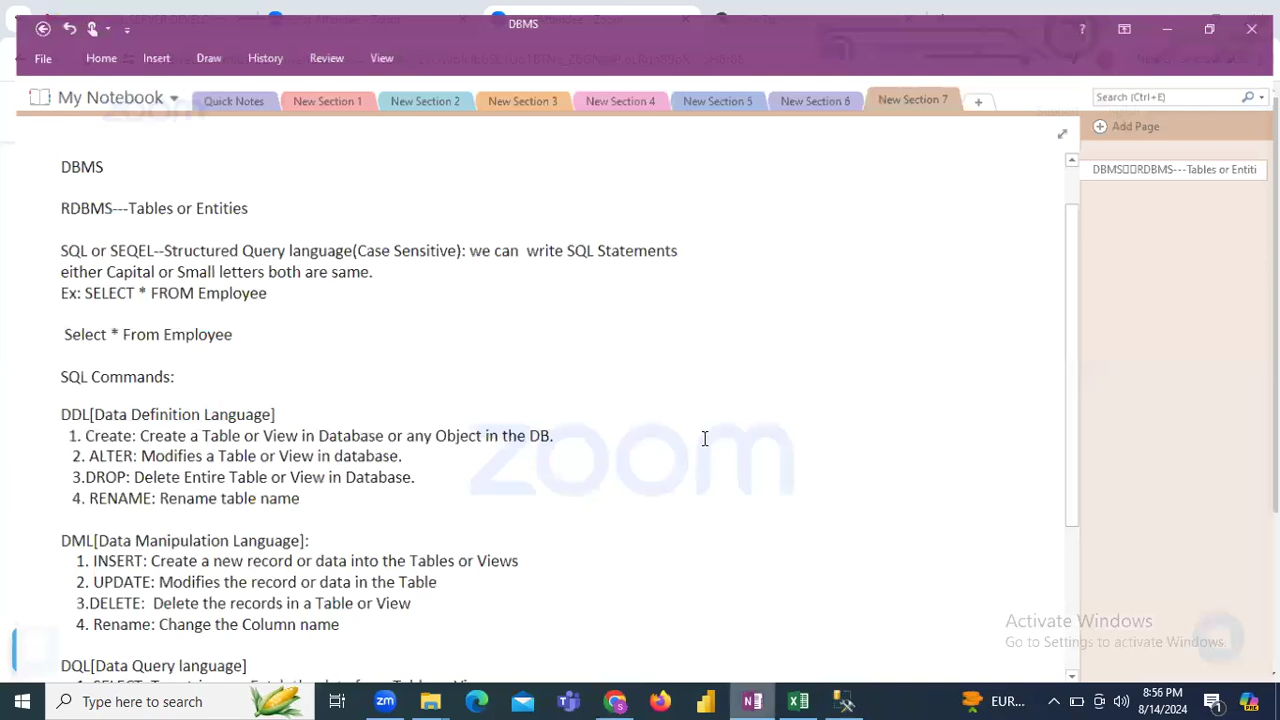 DBMS
File Home Insert Draw History Review View
My Notebook Quick Notes New Section 1 New Section 2 New Section 3 New Section 4 New Section 5 New Section 6 New Section 7 + Search (Ctrl+E)
Add Page
DBMS
RDBMS---Tables or Entiti
RDBMS---Tables or Entities
SQL or SEQEL--Structured Query language(Case Sensitive): we can write SQL Statements
either Capital or Small letters both are same.
Ex: SELECT * FROM Employee
Select * From Employee
SQL Commands:
DDL[Data Definition Language]
1. Create: Create a Table or View in Database or any Object in the DB.
2. ALTER: Modifies a Table or View in database.
3.DROP: Delete Entire Table or View in Database.
4. RENAME: Rename table name
zoom
DML[Data Manipulation Language]:
1. INSERT: Create a new record or data into the Tables or Views
2. UPDATE: Modifies the record or data in the Table
3.DELETE: Delete the records in a Table or View
4. Rename: Change the Column name
Activate Windows
Go to Settings to activate Windows.
DQL[Data Query language]
Type here to search
EUR...
8:56 PM
8/14/2024